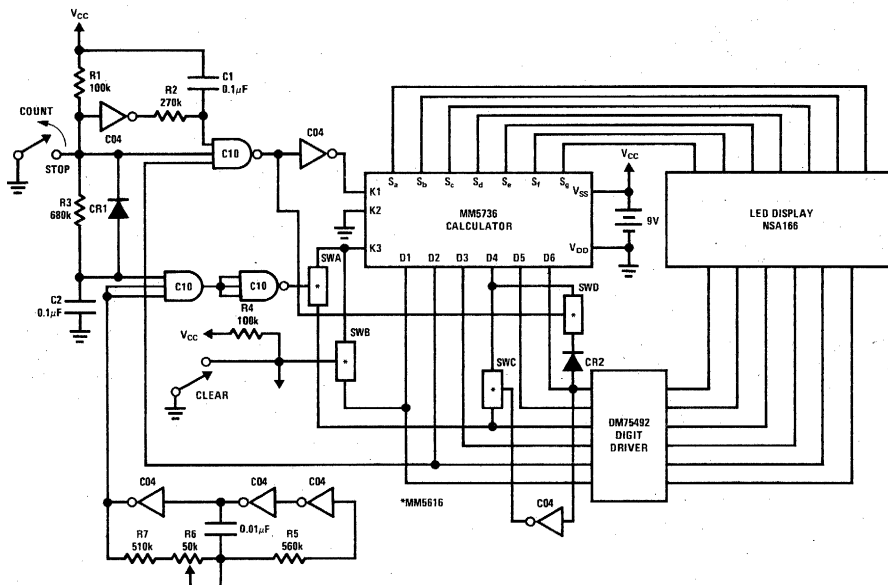 VCC
R1
100k
C1
0.1μF
R2
270k
COUNT
C04
STOP
C10
C04
R3
680k
CR1
K1
K2
K3
Sa Sb Sc Sd Se Sf Sg
VSS
VDD
MM5736
CALCULATOR
D1 D2 D3 D4 D5 D6
VCC
9V
LED DISPLAY
NSA166
C2
0.1μF
C10
C10
SWA
*
SWD
*
R4
100k
VCC
SWB
*
CLEAR
SWC
*
CR2
DM75492
DIGIT
DRIVER
*MM5616
C04
C04
C04
C04
0.01μF
R7
510k
R6
50k
R5
560k